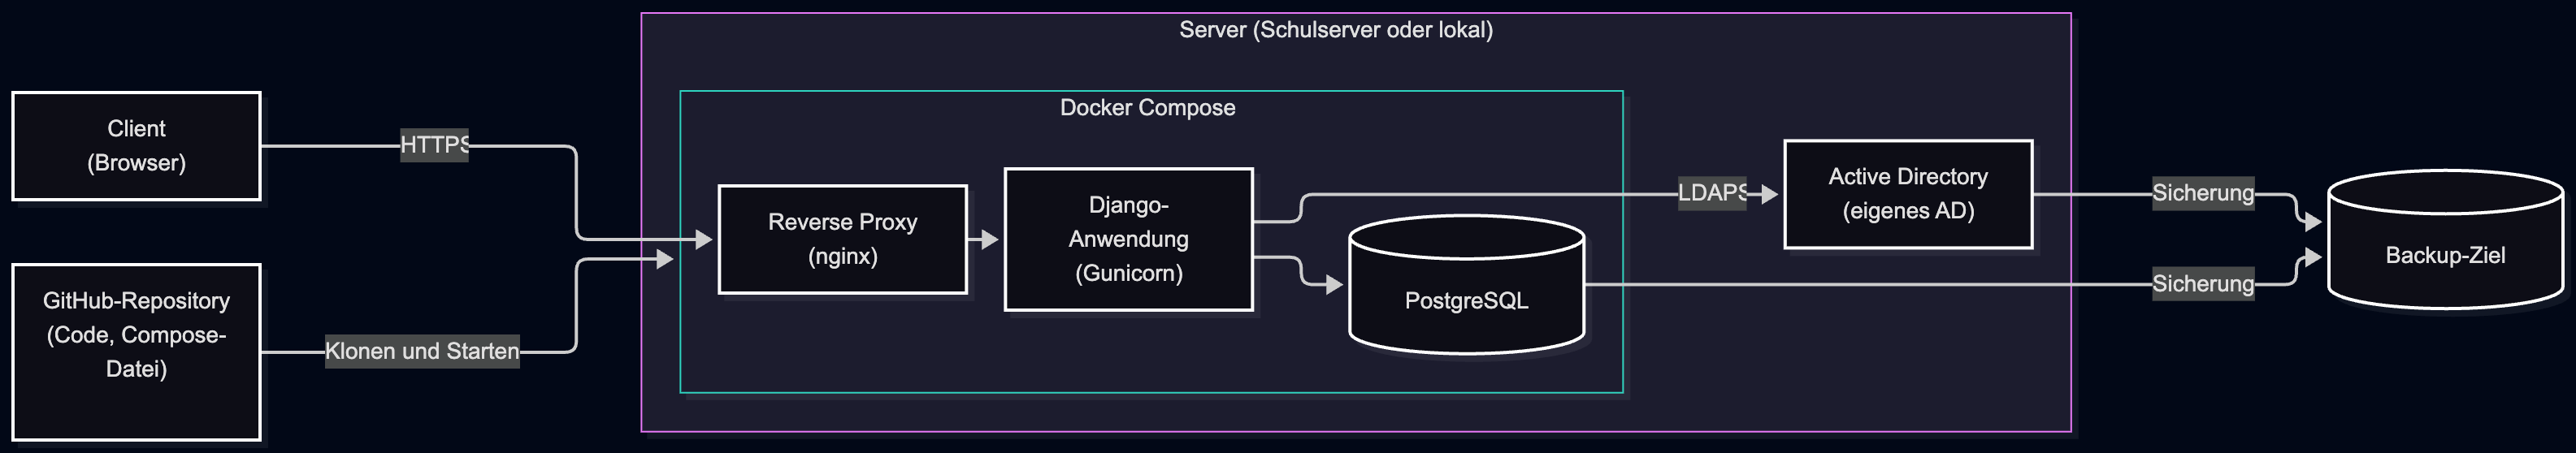 Server (Schulserver oder lokal)
Docker Compose
Client
(Browser)
HTTPS
GitHub-Repository
(Code, Compose-
Datei)
Klonen und Starten
Reverse Proxy
(nginx)
Django-
Anwendung
(Gunicorn)
PostgreSQL
LDAPS
Active Directory
(eigenes AD)
Sicherung
Sicherung
Backup-Ziel